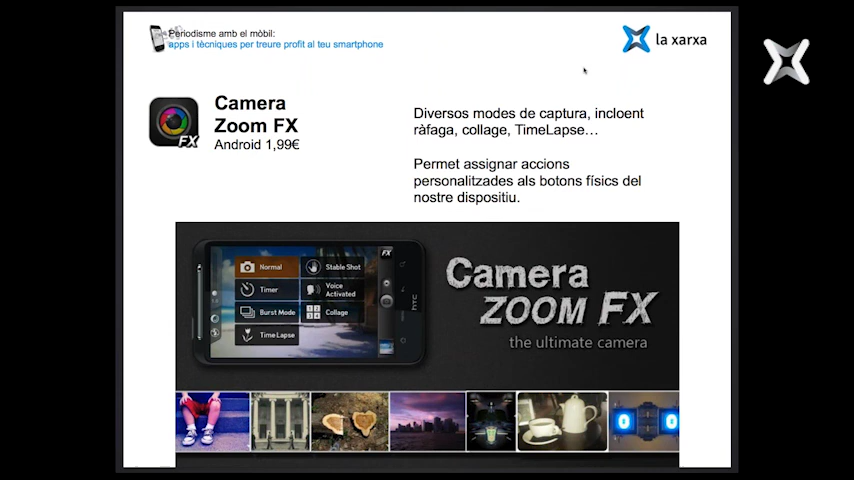 Periodisme amb el mòbil:
apps i tècniques per treure profit al teu smartphone
la xarxa
Camera
Zoom FX
Android 1,99€
FX
Diversos modes de captura, incloent
ràfaga, collage, TimeLapse…
Permet assignar accions
personalitzades als botons físics del
nostre dispositiu.
Normal
Stable Shot
Timer
Voice
Activated
Burst Mode
Collage
Time Lapse
FX
hTC
Camera
ZOOM FX
the ultimate camera